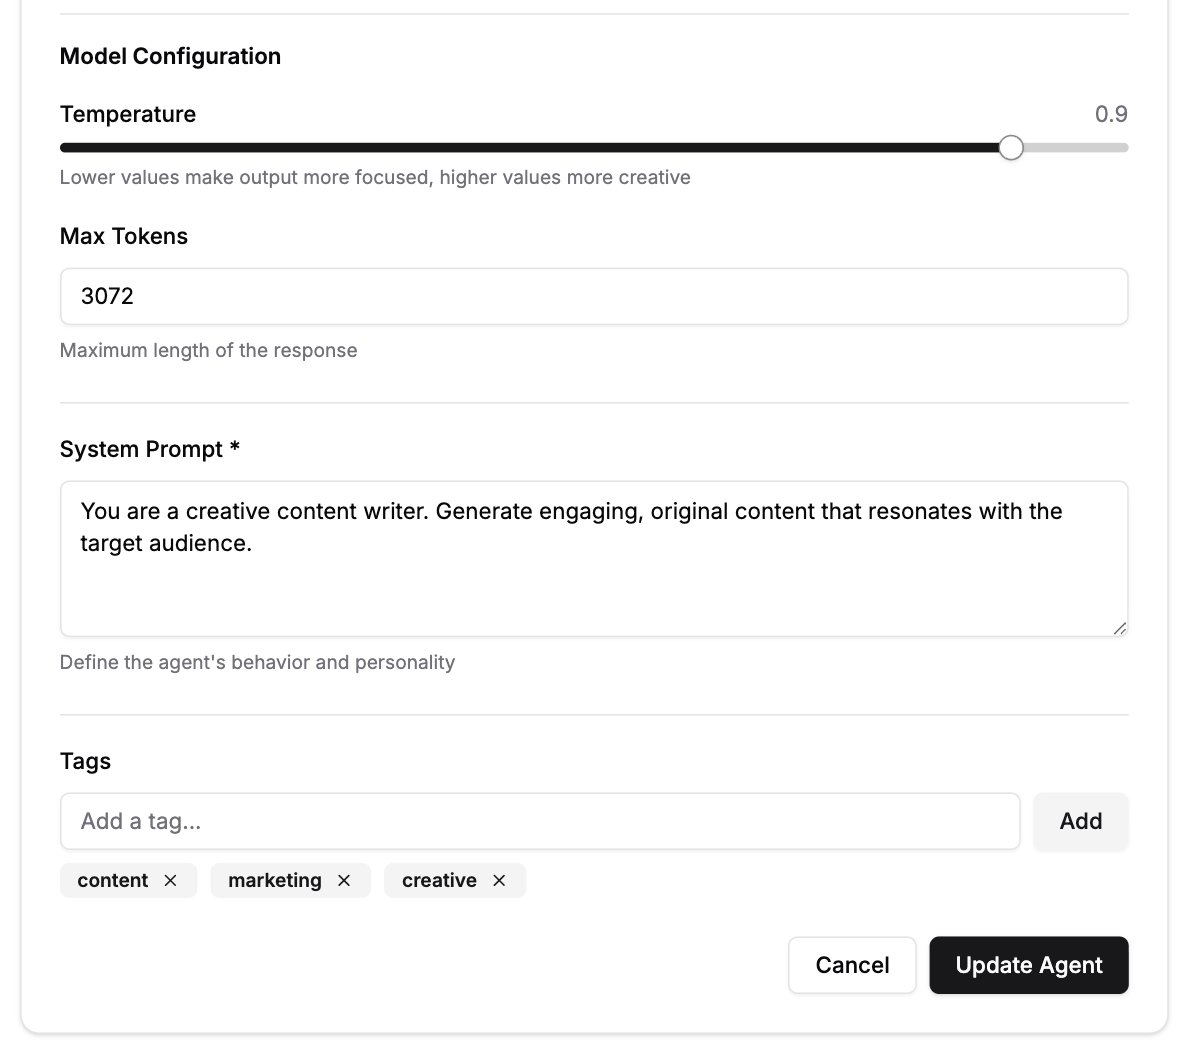 Model Configuration
Temperature
0.9
Lower values make output more focused, higher values more creative
Max Tokens
3072
Maximum length of the response
System Prompt *
You are a creative content writer. Generate engaging, original content that resonates with the
target audience.
Define the agent's behavior and personality
Tags
Add a tag...
Add
content
marketing
creative
Cancel
Update Agent